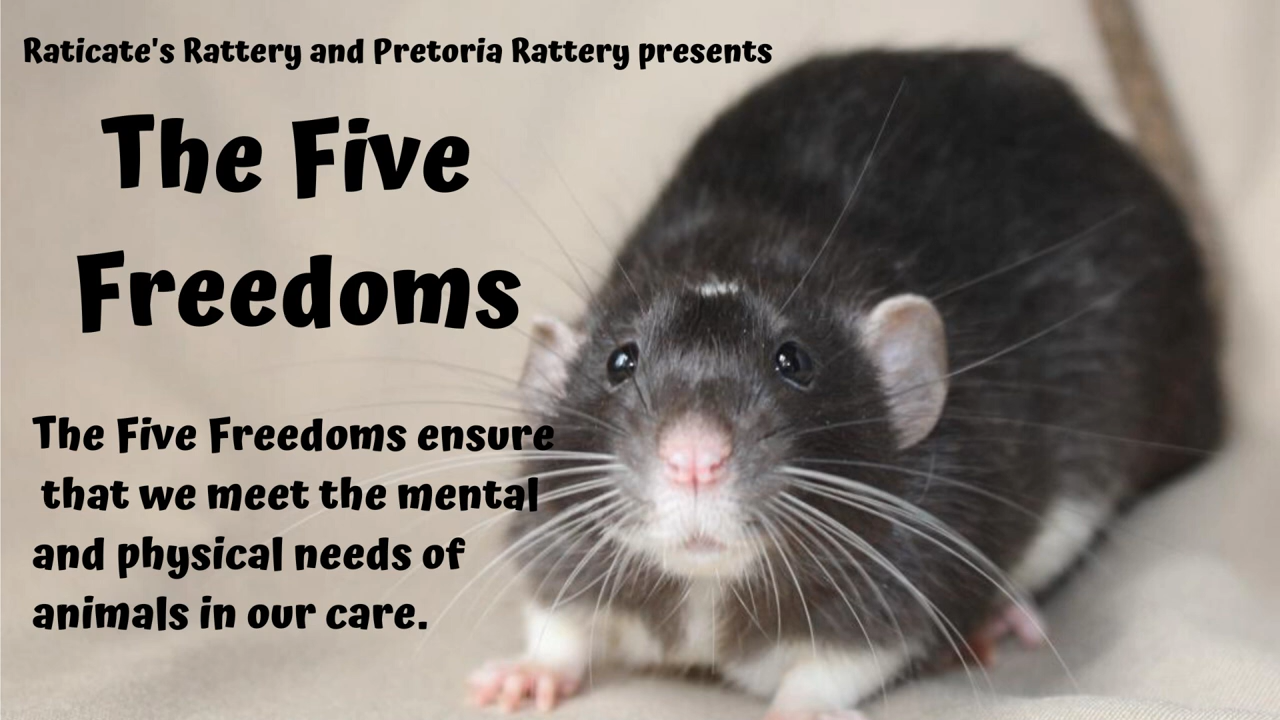 Raticate's Rattery and Pretoria Rattery presents
The Five
Freedoms
The Five Freedoms ensure
that we meet the mental
and physical needs of
animals in our care.